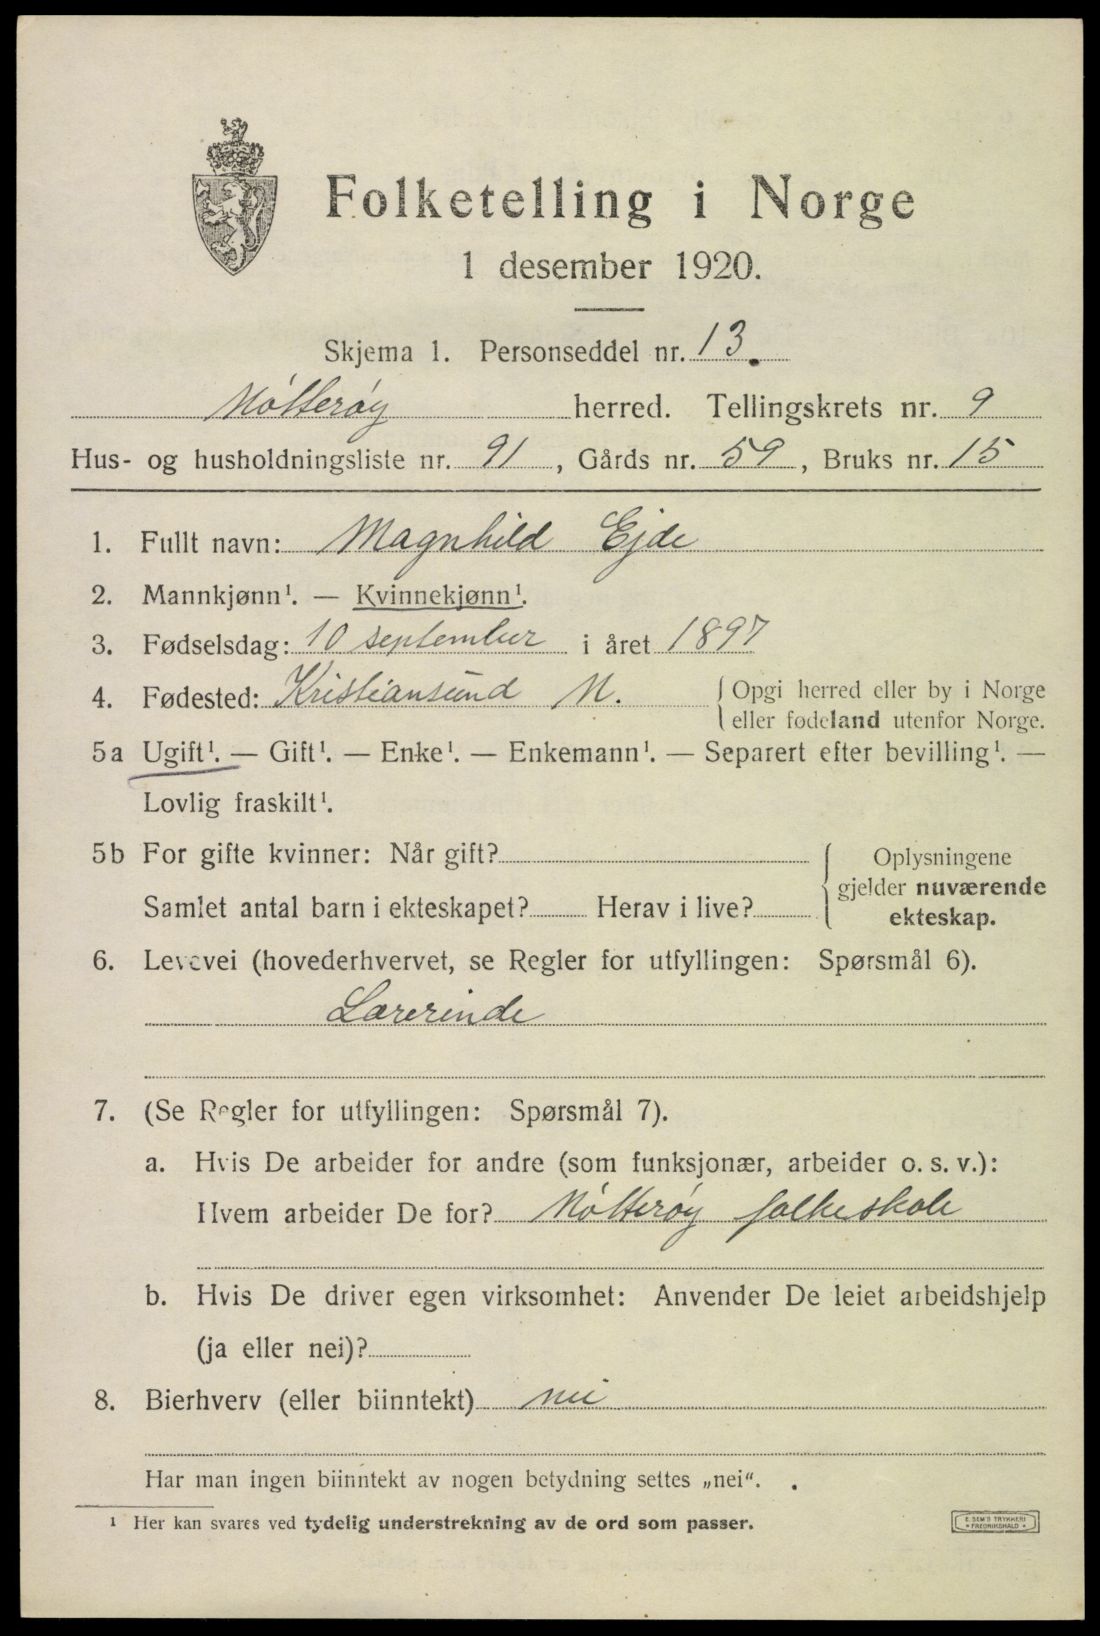 Folketelling i Norge
1 desember 1920.
Skjema 1. Personseddel nr. 13.
Nótterøy herred. Tellingskrets nr. 9
Hus- og husholdningsliste nr. 91, Gårds nr. 59, Bruks nr. 15
1. Fullt navn: Magnhild Ejde
2. Mannkjønn¹. — Kvinnekjønn¹.
3. Fødselsdag: 10 september i året 1897
4. Fødested: Kristiansund N. Opgi herred eller by i Norge
eller fødeland utenfor Norge.
5a Ugift¹. — Gift¹. — Enke¹. — Enkemann¹. — Separert efter bevilling¹. —
Lovlig fraskilt¹.
5b For gifte kvinner: Når gift? Oplysningene
gjelder nuværende
Samlet antal barn i ekteskapet? Herav i live? ekteskap.
6. Levevei (hovederhvervet, se Regler for utfyllingen: Spørsmål 6).
Lærerinde
7. (Se Regler for utfyllingen: Spørsmål 7).
a. Hvis De arbeider for andre (som funksjonær, arbeider o. s. v.):
Hvem arbeider De for? Nótterøy folkeskole
b. Hvis De driver egen virksomhet: Anvender De leiet arbeidshjelp
(ja eller nei)?
8. Bierhverv (eller biinntekt) nei
Har man ingen biinntekt av nogen betydning settes „nei“.
¹ Her kan svares ved tydelig understrekning av de ord som passer.
E. SEM'S TRYKKERI
• FREDRIKSHALD •